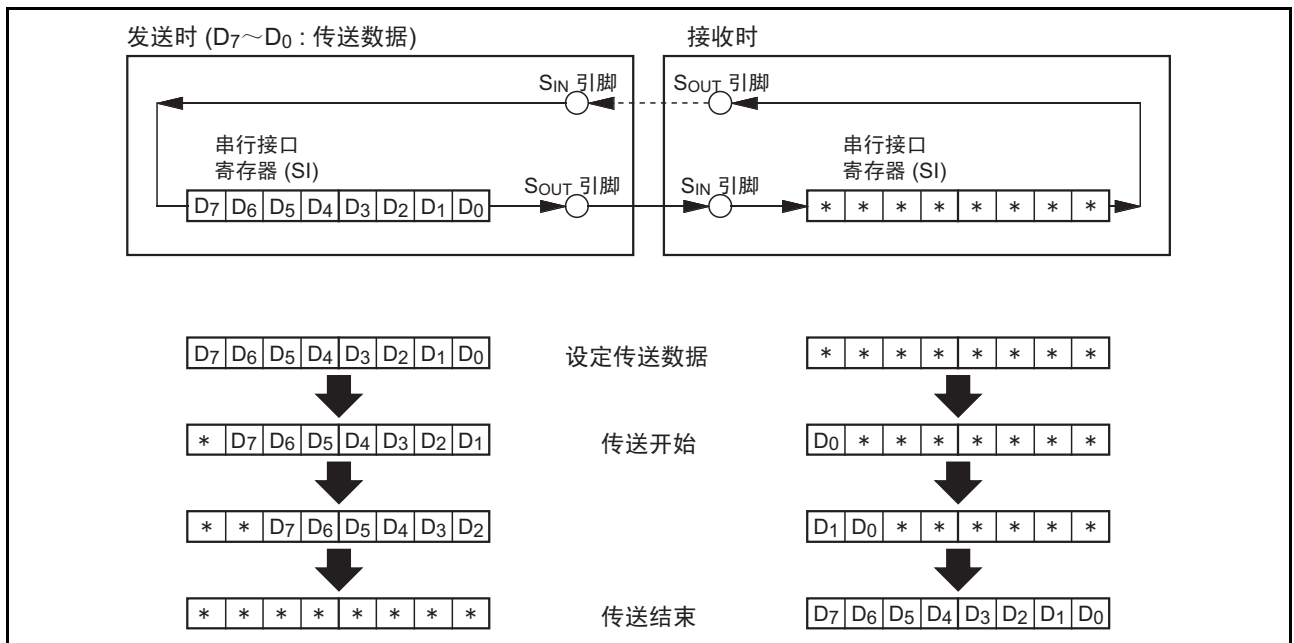 发送时 (D7～D0 : 传送数据) 接收时
SIN 引脚 SOUT 引脚
串行接口 串行接口
寄存器 (SI) 寄存器 (SI)
SOUT 引脚 SIN 引脚
D7 D6 D5 D4 D3 D2 D1 D0 * * * * * * * *
D7 D6 D5 D4 D3 D2 D1 D0 设定传送数据 * * * * * * * *
* D7 D6 D5 D4 D3 D2 D1 传送开始 D0 * * * * * * *
* * D7 D6 D5 D4 D3 D2 D1 D0 * * * * * *
* * * * * * * * 传送结束 D7 D6 D5 D4 D3 D2 D1 D0